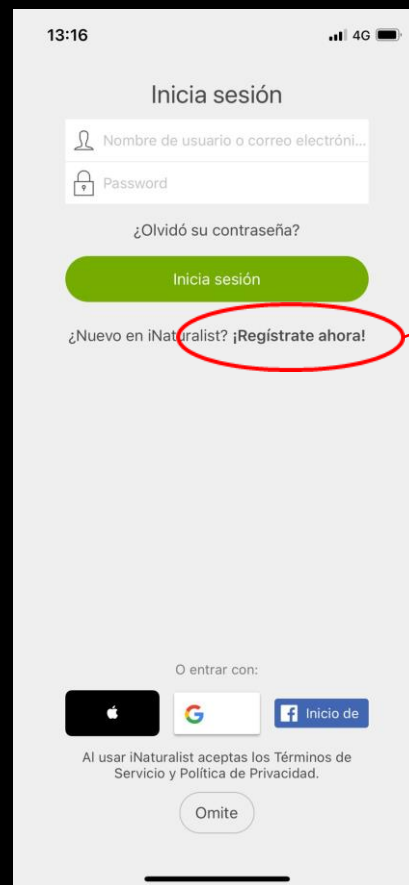 13:16
4G
Inicia sesión
Nombre de usuario o correo electróni...
Password
¿Olvidó su contraseña?
Inicia sesión
¿Nuevo en iNaturalist? ¡Regístrate ahora!
O entrar con:
Inicio de
Al usar iNaturalist aceptas los Términos de
Servicio y Política de Privacidad.
Omite